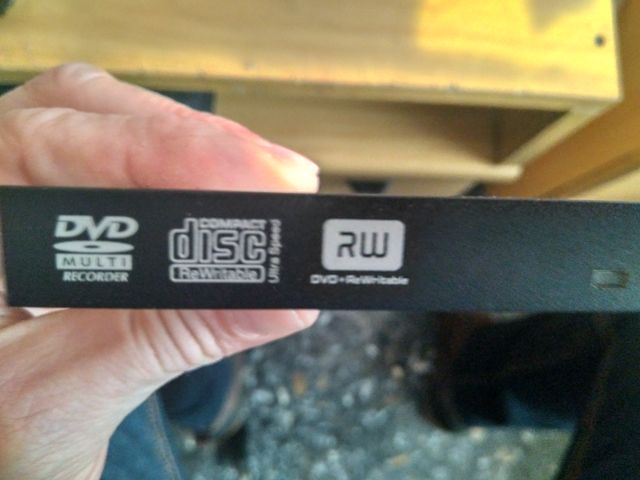 DVD
MULTI
RECORDER
COMPACT
disc
ReWritable
Ultra Speed
RW
DVD+ReWritable